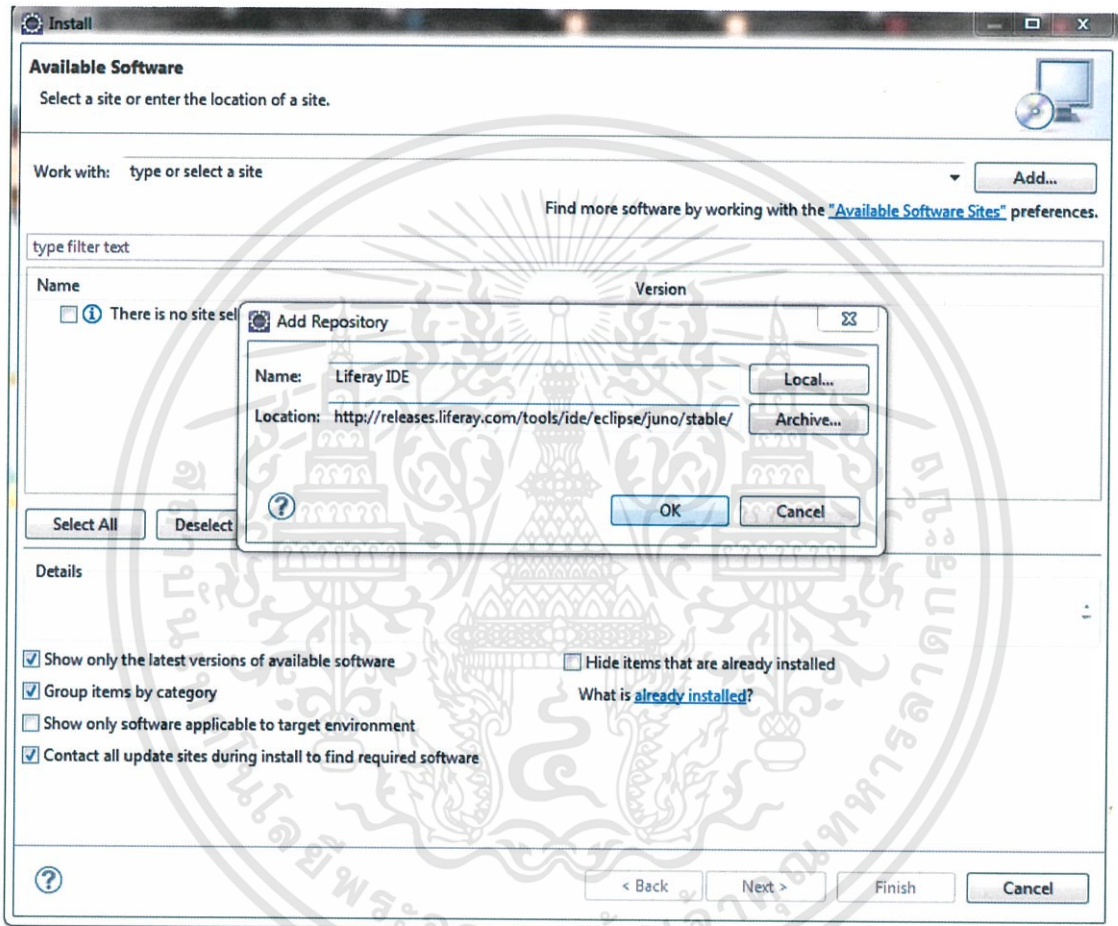 Install
Available Software
Select a site or enter the location of a site.
Work with: type or select a site
Add...
Find more software by working with the "Available Software Sites" preferences.
type filter text
Name Version
There is no site sel
Add Repository
Name: Liferay IDE Local...
Location: http://releases.liferay.com/tools/ide/eclipse/juno/stable/ Archive...
OK Cancel
Select All Deselect
Details
Show only the latest versions of available software
Hide items that are already installed
Group items by category
What is already installed?
Show only software applicable to target environment
Contact all update sites during install to find required software
< Back Next > Finish Cancel